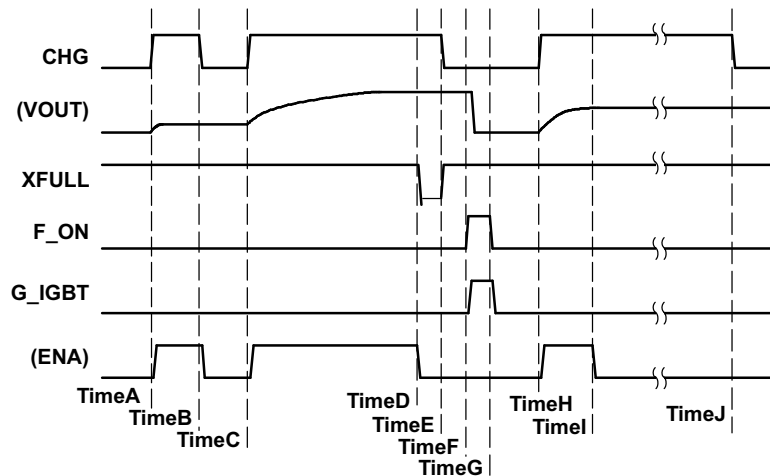 CHG
(VOUT)
XFULL
F_ON
G_IGBT
(ENA)
TimeA
TimeB
TimeC
TimeD
TimeE
TimeF
TimeG
TimeH
TimeI
TimeJ